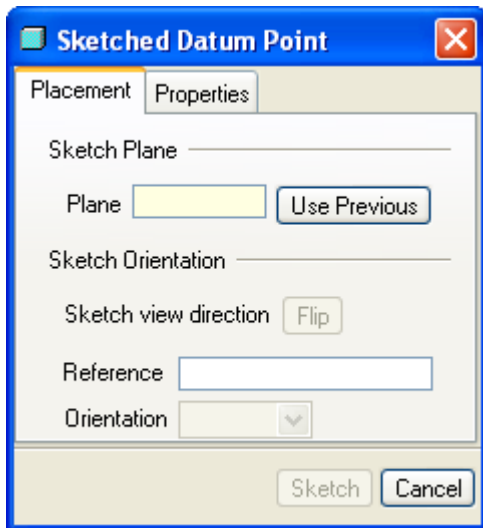 Sketched Datum Point
Placement Properties
Sketch Plane
Plane Use Previous
Sketch Orientation
Sketch view direction Flip
Reference
Orientation
Sketch Cancel